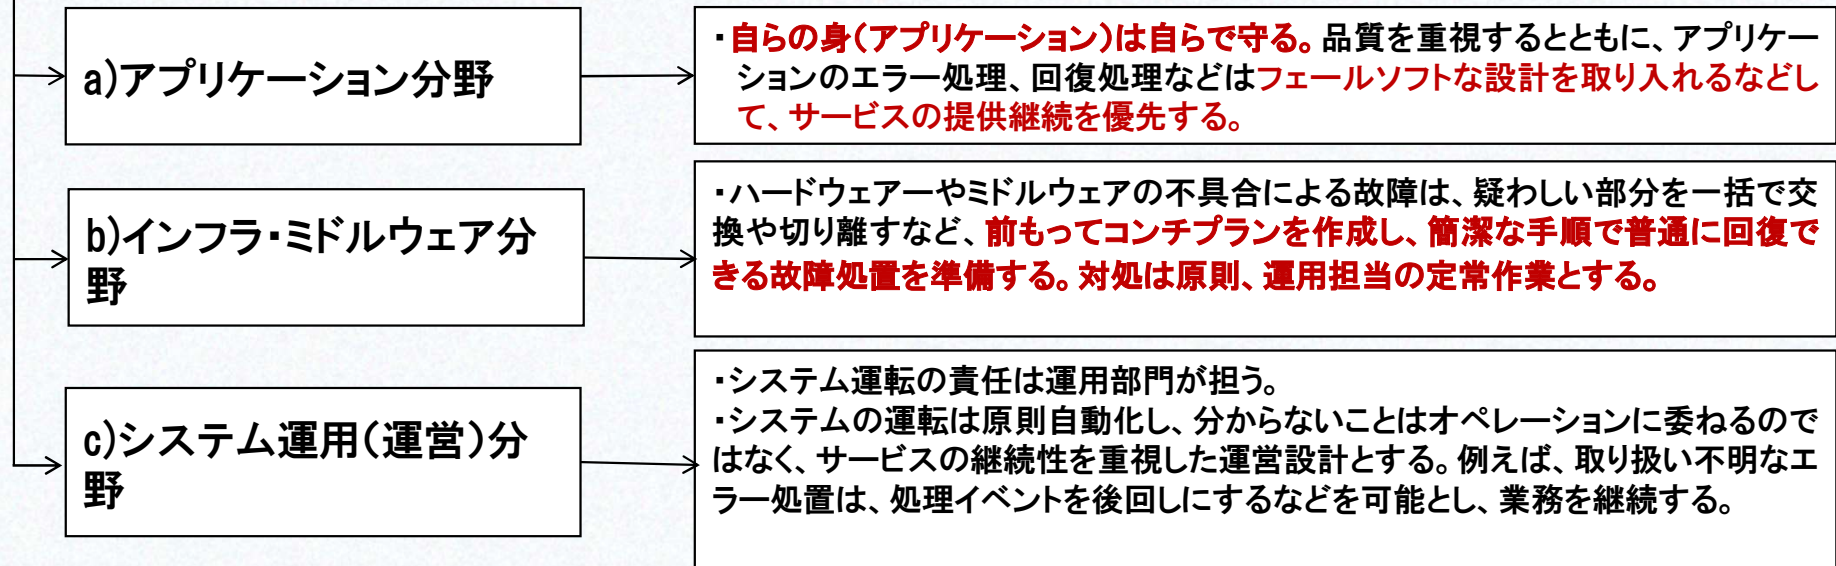 a)アプリケーション分野
・自らの身(アプリケーション)は自らで守る。品質を重視するとともに、アプリケー
ションのエラー処理、回復処理などはフェールソフトな設計を取り入れるなどし
て、サービスの提供継続を優先する。
b)インフラ・ミドルウェア分
野
・ハードウェアーやミドルウェアの不具合による故障は、疑わしい部分を一括で交
換や切り離すなど、前もってコンチプランを作成し、簡潔な手順で普通に回復で
きる故障処置を準備する。対処は原則、運用担当の定常作業とする。
c)システム運用(運営)分
野
・システム運転の責任は運用部門が担う。
・システムの運転は原則自動化し、分からないことはオペレーションに委ねるので
はなく、サービスの継続性を重視した運営設計とする。例えば、取り扱い不明なエ
ラー処置は、処理イベントを後回しにするなどを可能とし、業務を継続する。